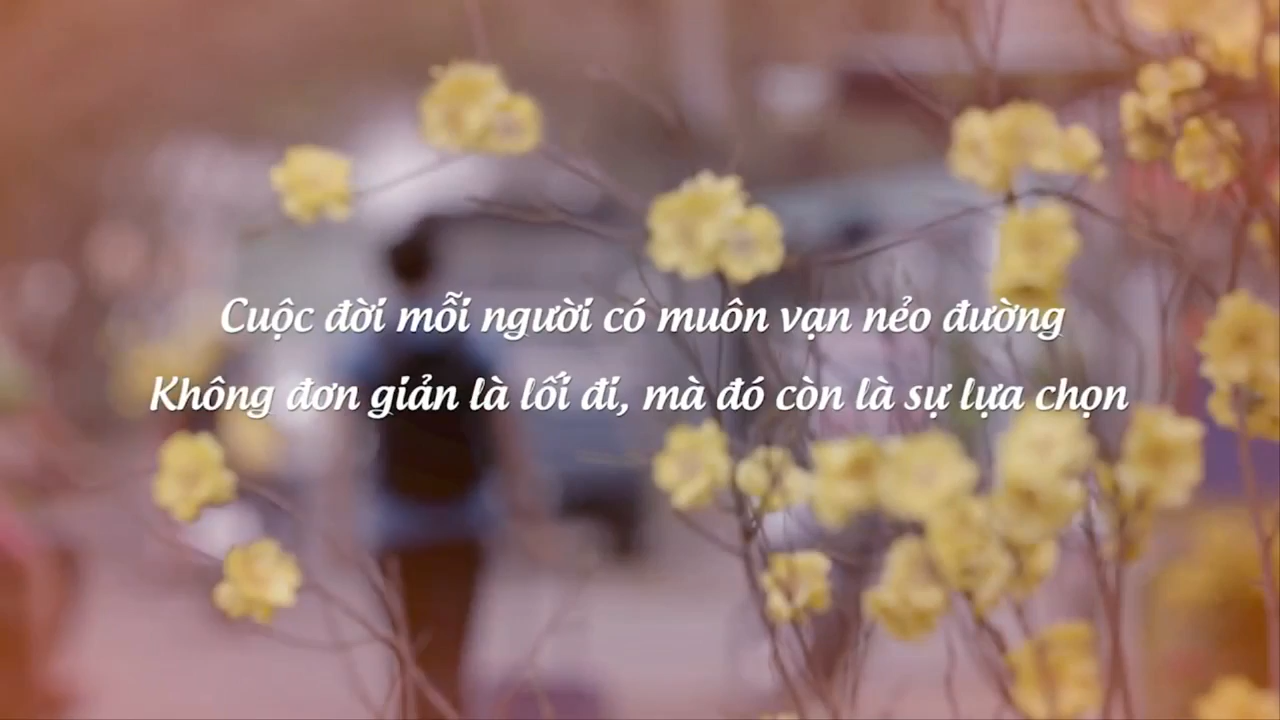 Cuộc đời mỗi người có muôn vạn nẻo đường
Không đơn giản là lối đi, mà đó còn là sự lựa chọn